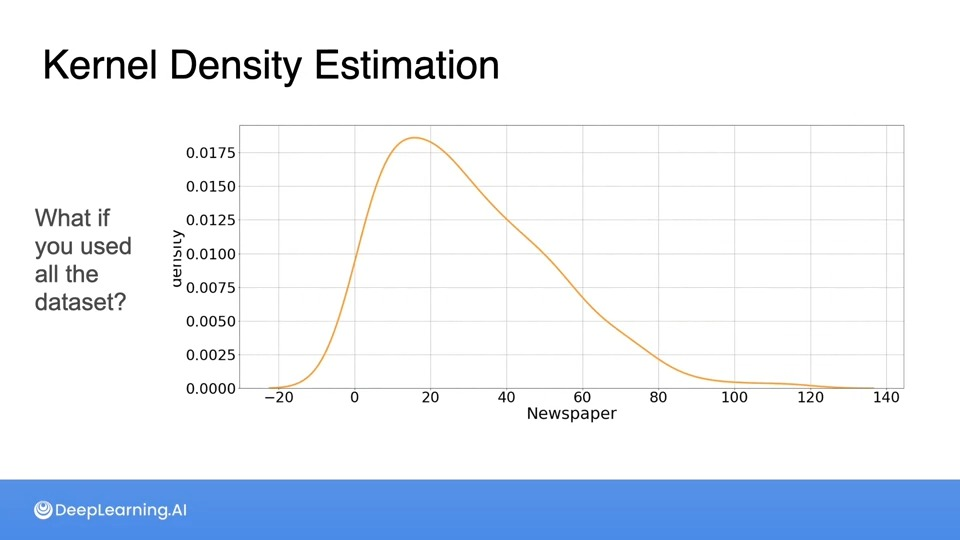 Kernel Density Estimation
What if
you used
all the
dataset?
density
0.0175
0.0150
0.0125
0.0100
0.0075
0.0050
0.0025
0.0000
−20 0 20 40 60 80 100 120 140
Newspaper
DeepLearning.AI